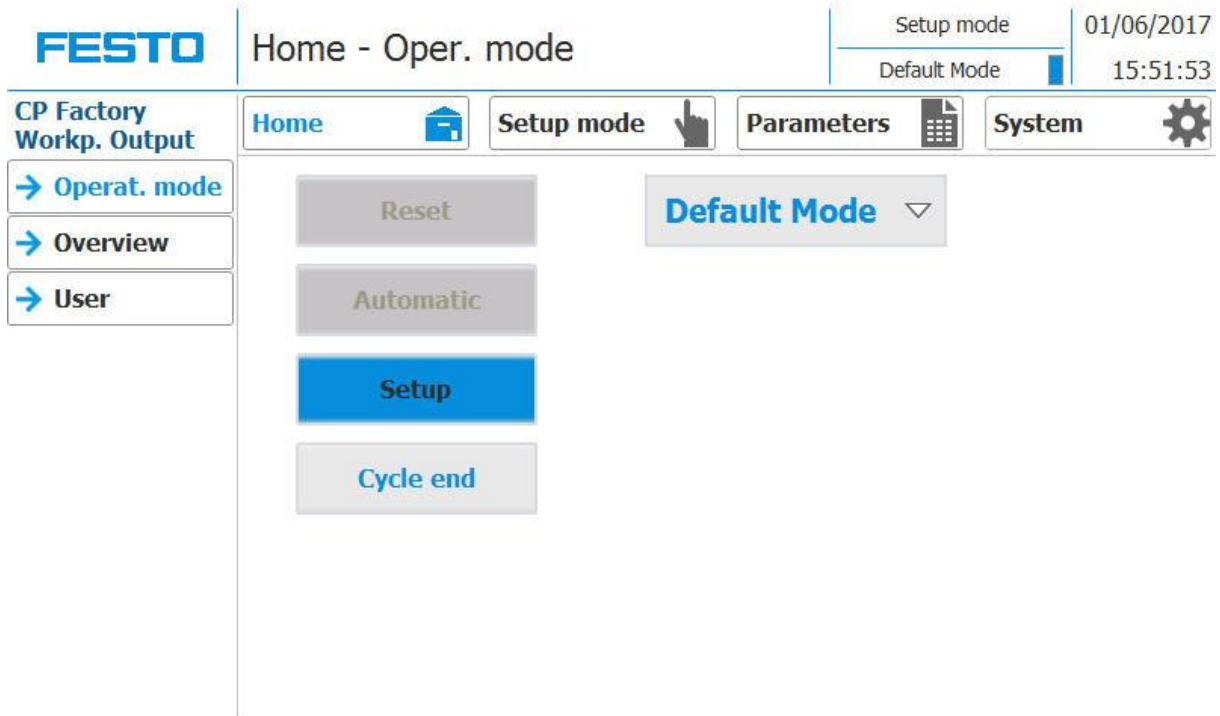 FESTO
Home - Oper. mode
Setup mode
Default Mode
01/06/2017
15:51:53
CP Factory
Workp. Output
Home
Setup mode
Parameters
System
Operat. mode
Overview
User
Reset
Automatic
Setup
Cycle end
Default Mode